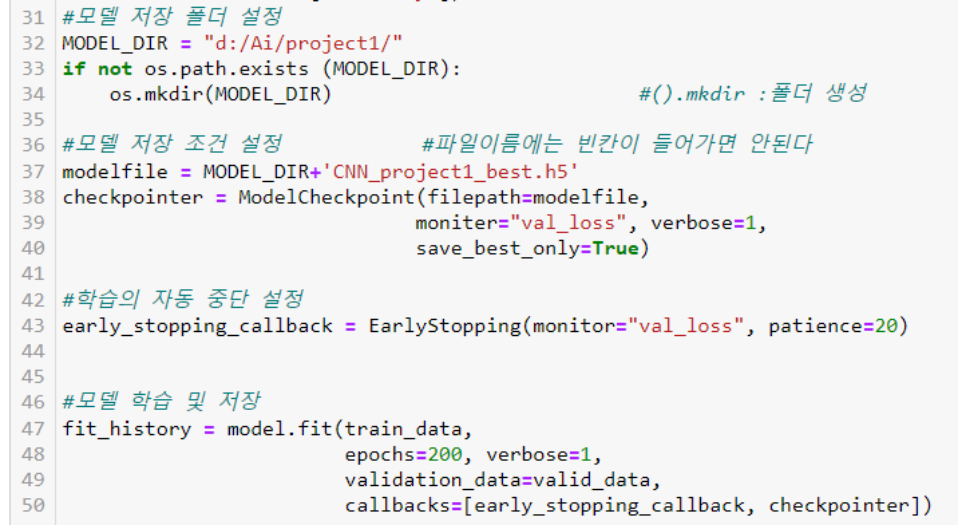 31 #모델 저장 폴더 설정
32 MODEL_DIR = "d:/Ai/project1/"
33 if not os.path.exists (MODEL_DIR):
34     os.mkdir(MODEL_DIR)                          #().mkdir :폴더 생성
35
36 #모델 저장 조건 설정            #파일이름에는 빈칸이 들어가면 안된다
37 modelfile = MODEL_DIR+'CNN_project1_best.h5'
38 checkpointer = ModelCheckpoint(filepath=modelfile,
39                               moniter="val_loss", verbose=1,
40                               save_best_only=True)
41
42 #학습의 자동 중단 설정
43 early_stopping_callback = EarlyStopping(monitor="val_loss", patience=20)
44
45
46 #모델 학습 및 저장
47 fit_history = model.fit(train_data,
48                         epochs=200, verbose=1,
49                         validation_data=valid_data,
50                         callbacks=[early_stopping_callback, checkpointer])